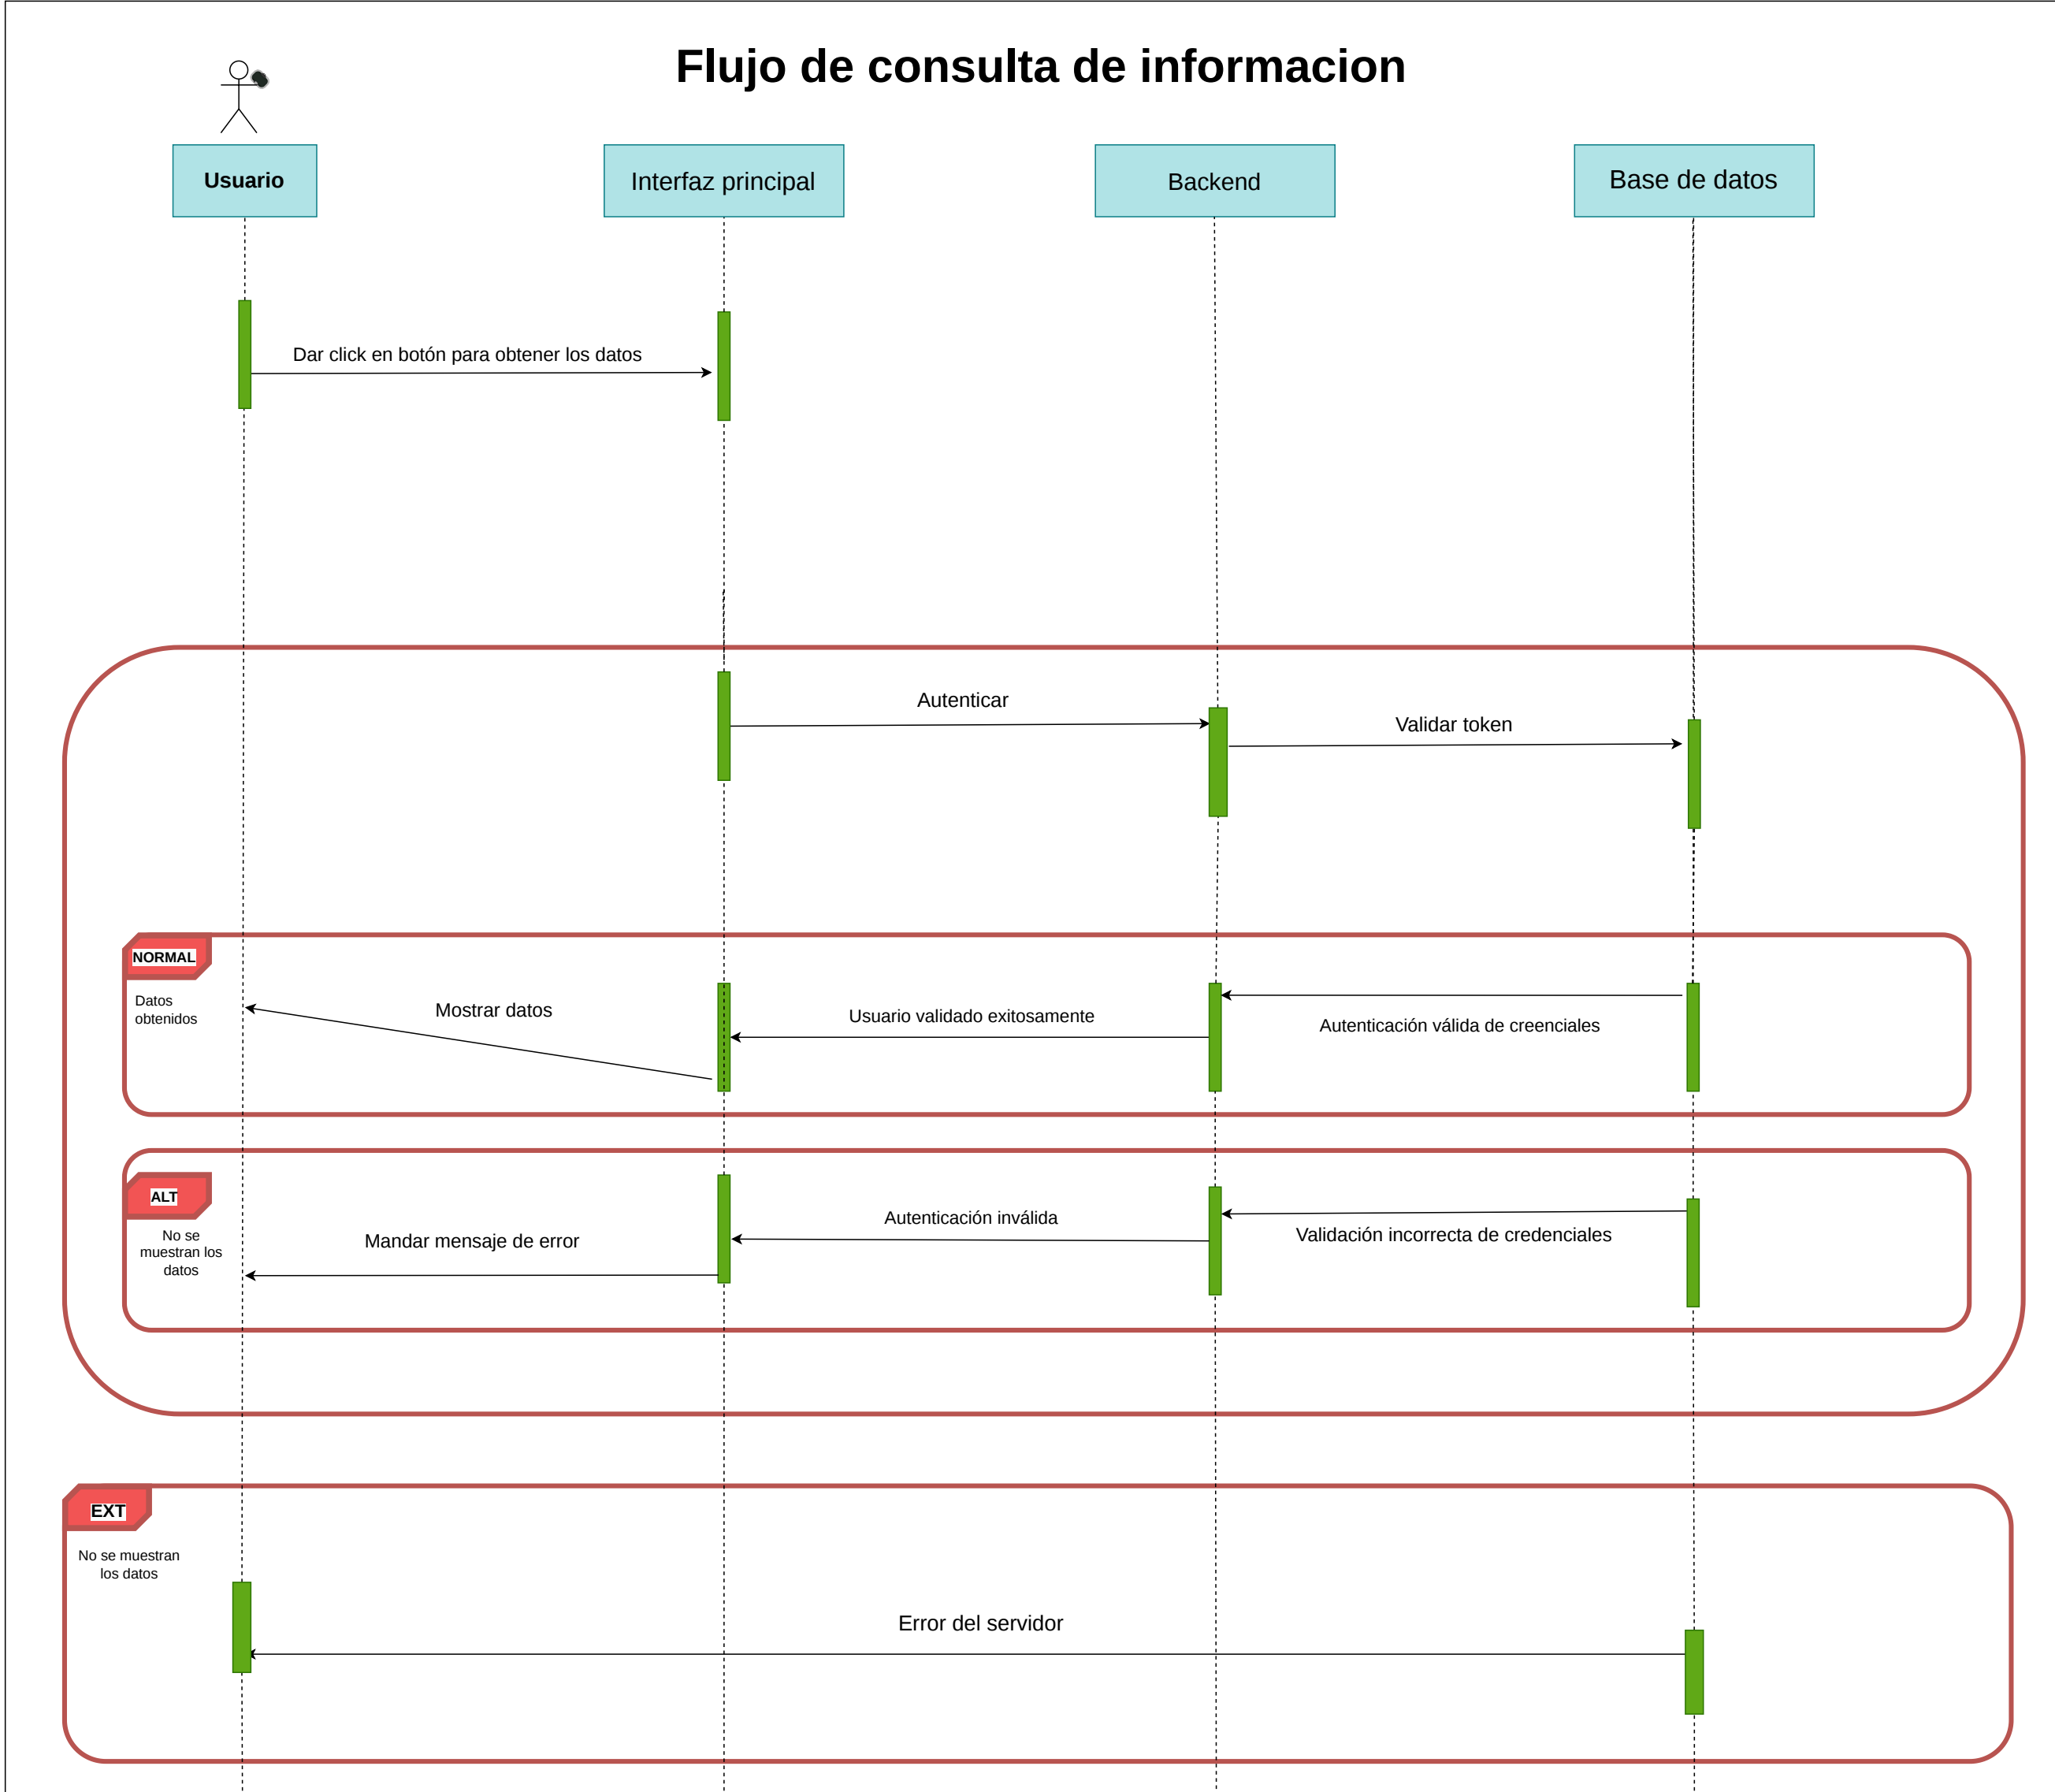 Flujo de consulta de informacion
Usuario
Interfaz principal
Backend
Base de datos
Dar click en botón para obtener los datos
Autenticar
Validar token
NORMAL
Datos
obtenidos
Mostrar datos
Usuario validado exitosamente
Autenticación válida de creenciales
ALT
No se
muestran los
datos
Mandar mensaje de error
Autenticación inválida
Validación incorrecta de credenciales
EXT
No se muestran
los datos
Error del servidor